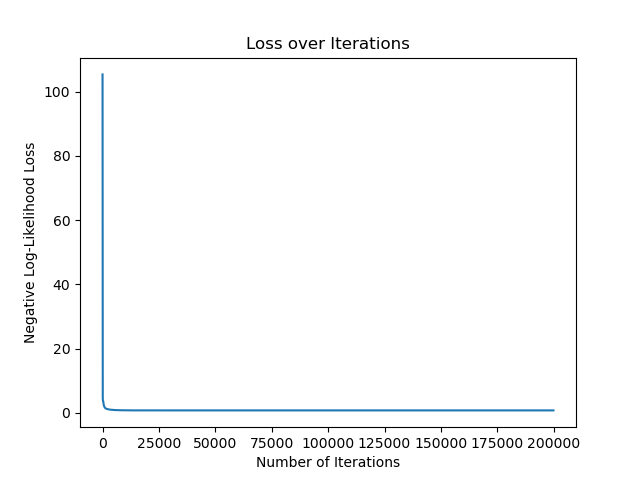 Loss over Iterations
Negative Log-Likelihood Loss
100
80
60
40
20
0
0 25000 50000 75000 100000 125000 150000 175000 200000
Number of Iterations